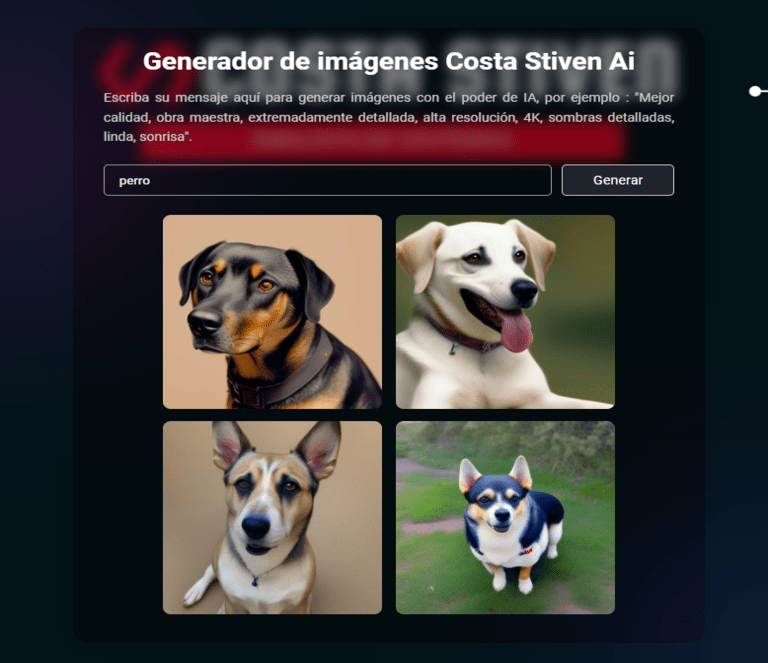 Generador de imágenes Costa Stiven Ai
Escriba su mensaje aquí para generar imágenes con el poder de IA, por ejemplo : "Mejor
calidad, obra maestra, extremadamente detallada, alta resolución, 4K, sombras detalladas,
linda, sonrisa".
perro
Generar